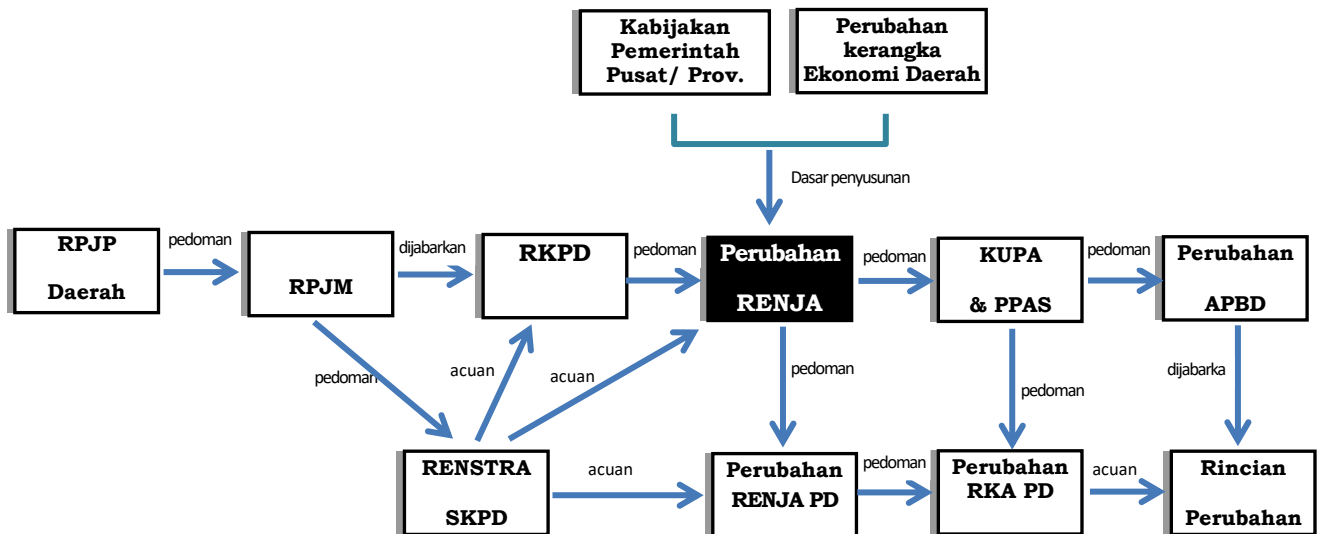 Kabijakan
Pemerintah
Pusat/ Prov.
Perubahan
kerangka
Ekonomi Daerah
Dasar penyusunan
RPJP
Daerah
pedoman
RPJM
dijabarkan
RKPD
pedoman
Perubahan
RENJA
pedoman
KUPA
& PPAS
pedoman
Perubahan
APBD
pedoman
acuan
acuan
pedoman
pedoman
dijabarka
RENSTRA
SKPD
acuan
Perubahan
RENJA PD
pedoman
Perubahan
RKA PD
acuan
Rincian
Perubahan